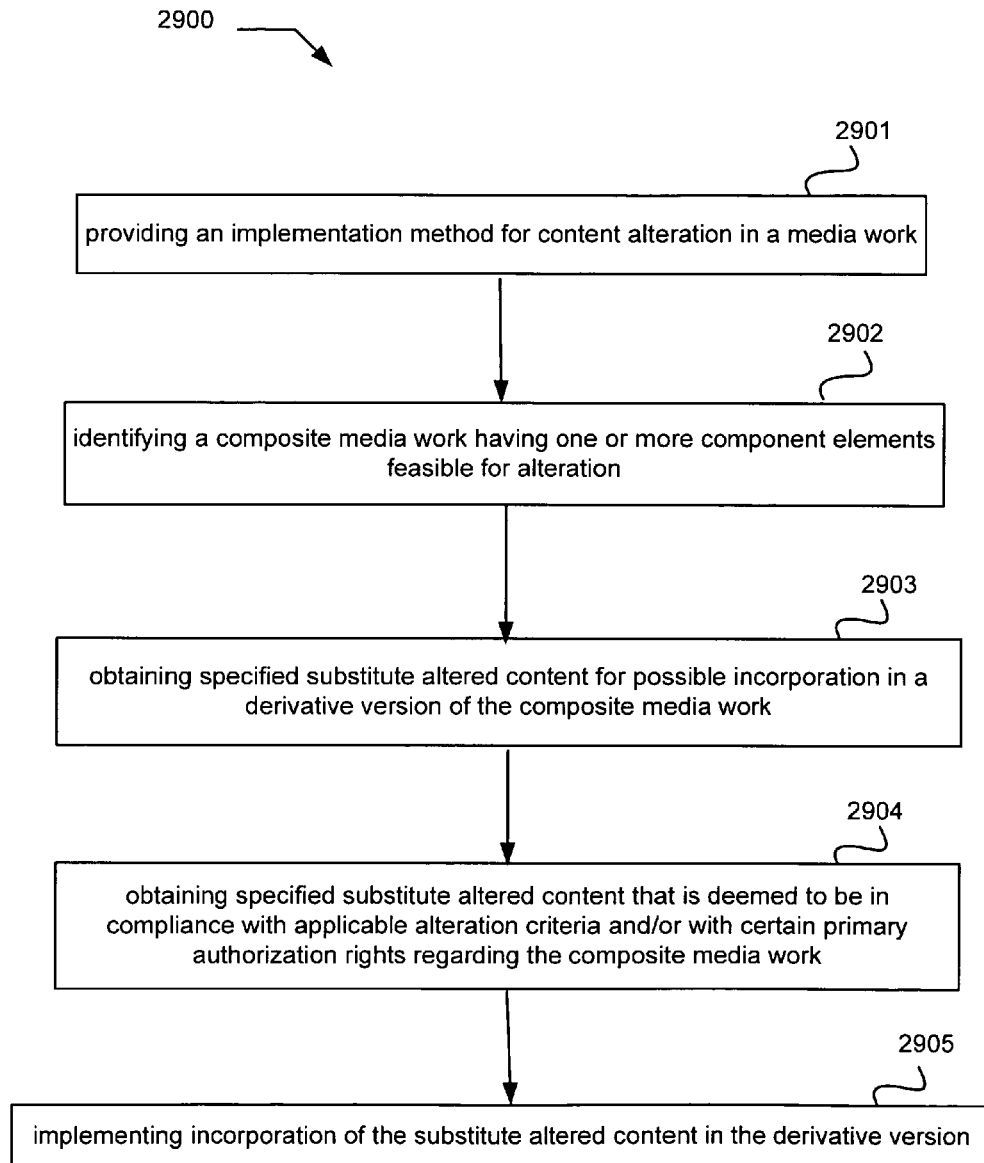 2900
2901
providing an implementation method for content alteration in a media work
2902
identifying a composite media work having one or more component elements
feasible for alteration
2903
obtaining specified substitute altered content for possible incorporation in a
derivative version of the composite media work
2904
obtaining specified substitute altered content that is deemed to be in
compliance with applicable alteration criteria and/or with certain primary
authorization rights regarding the composite media work
2905
implementing incorporation of the substitute altered content in the derivative version